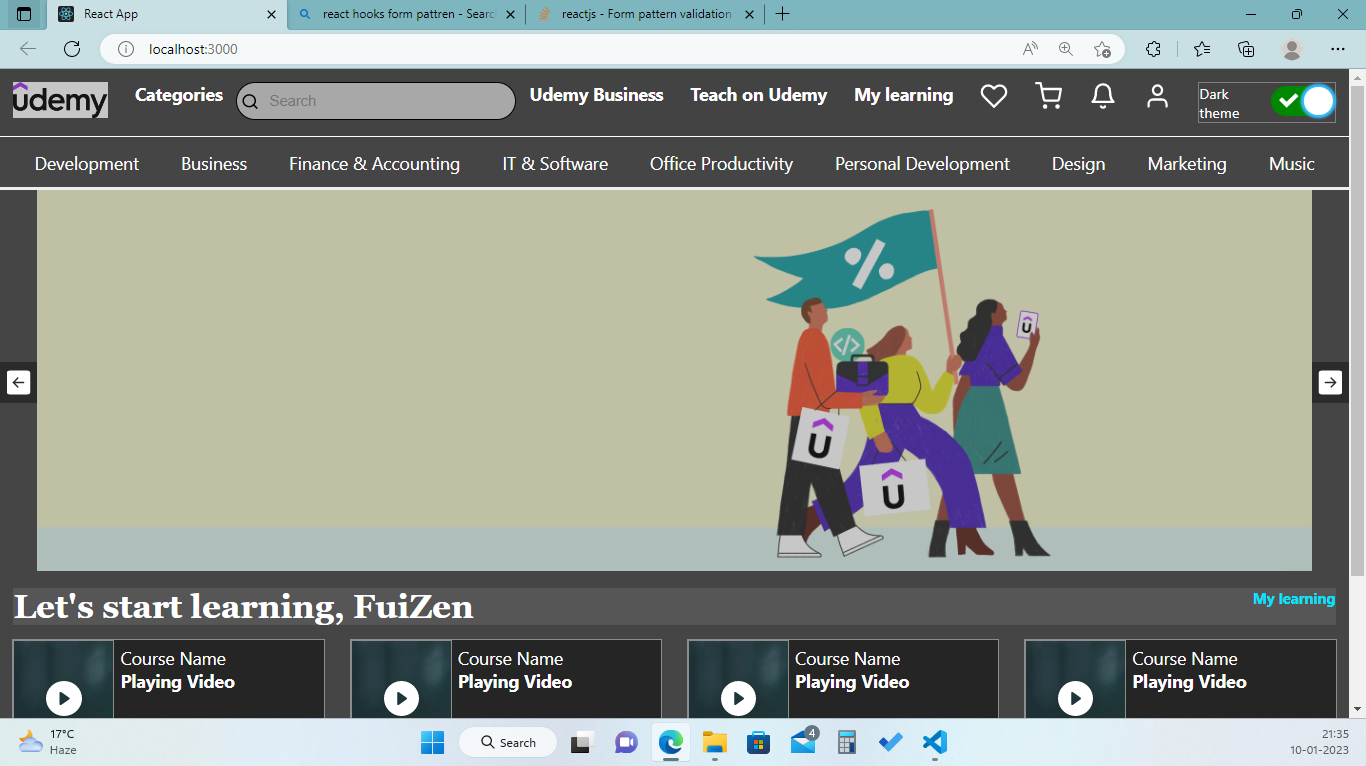 React App
react hooks form pattren - Searc
reactjs - Form pattern validation
localhost:3000
A
udemy
Categories
Search
Udemy Business
Teach on Udemy
My learning
Dark
theme
Development
Business
Finance & Accounting
IT & Software
Office Productivity
Personal Development
Design
Marketing
Music
%
</>
U
U
U
Let's start learning, FuiZen
My learning
Course Name
Playing Video
Course Name
Playing Video
Course Name
Playing Video
Course Name
Playing Video
17°C
Haze
Search
4
21:35
10-01-2023